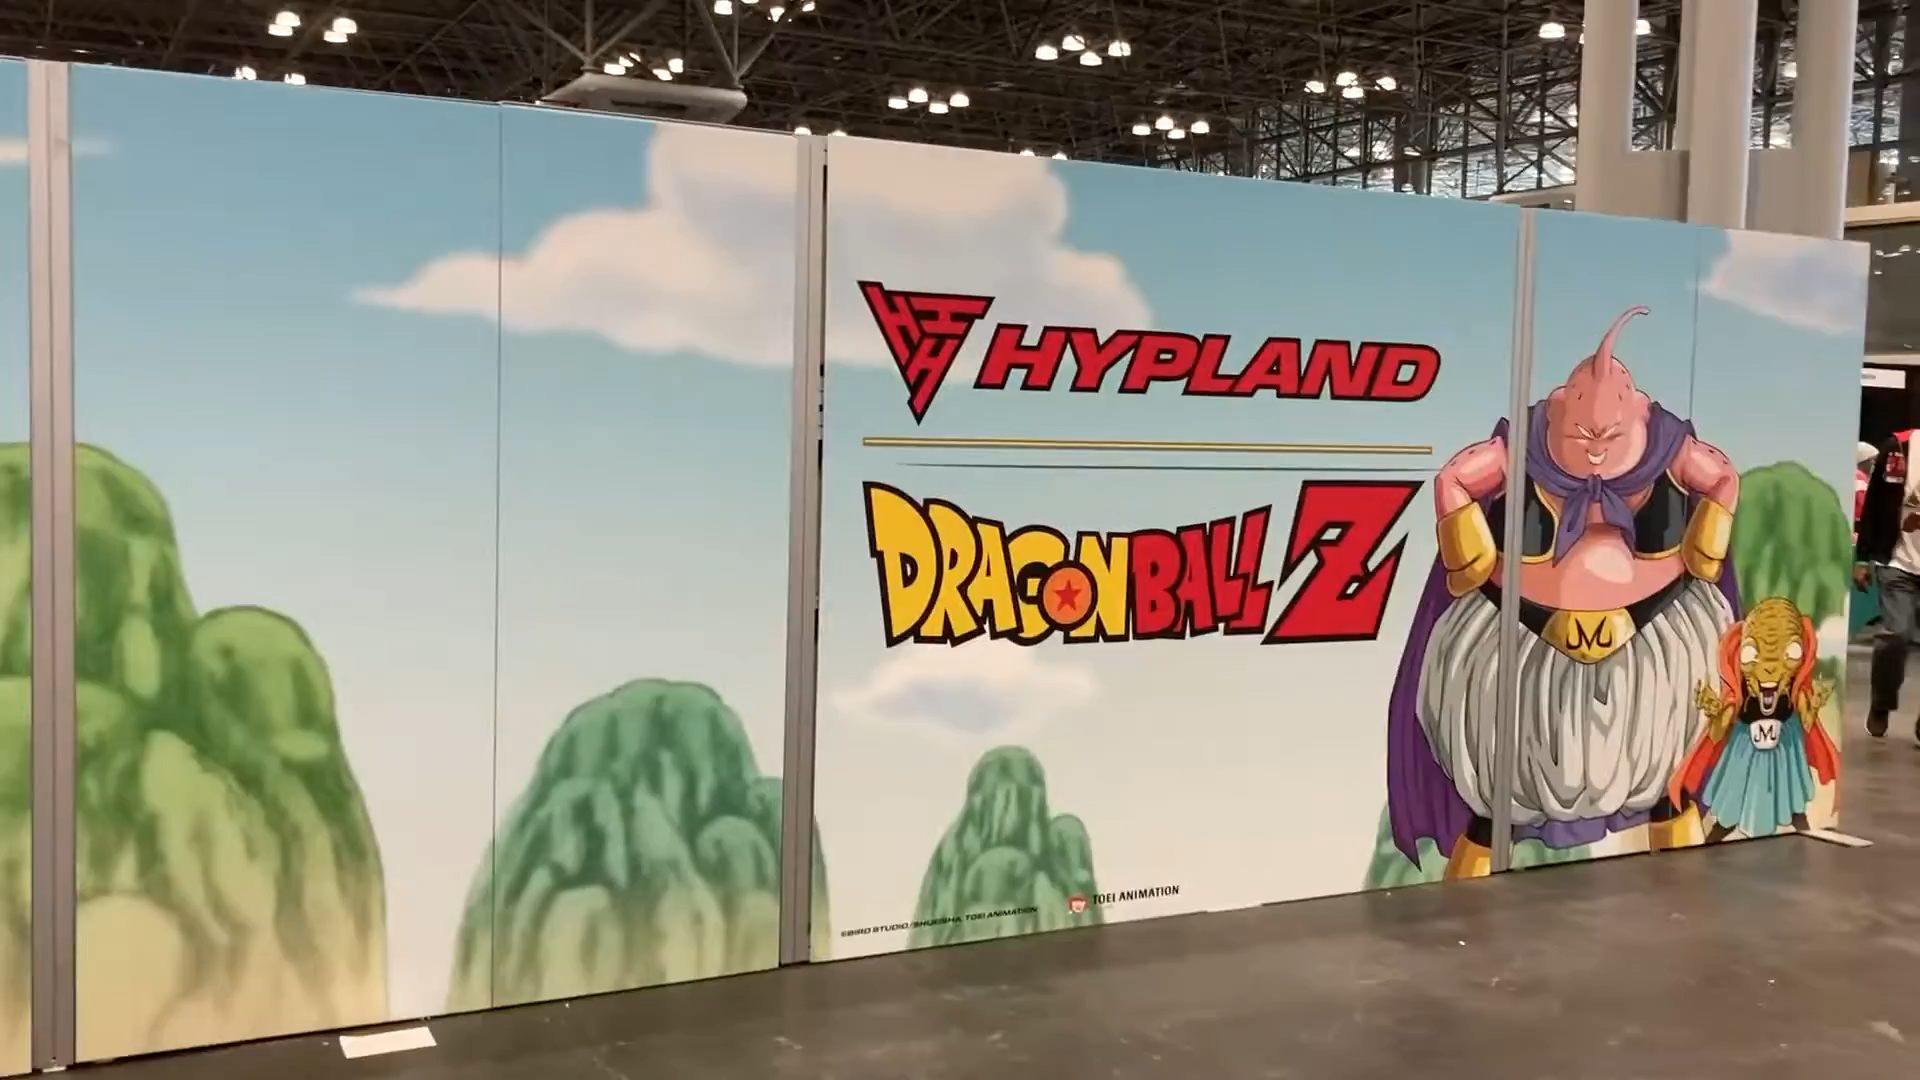 HYPLAND
DRAGONBALL Z
M
M
TOEI ANIMATION
©BIRD STUDIO/SHUEISHA, TOEI ANIMATION